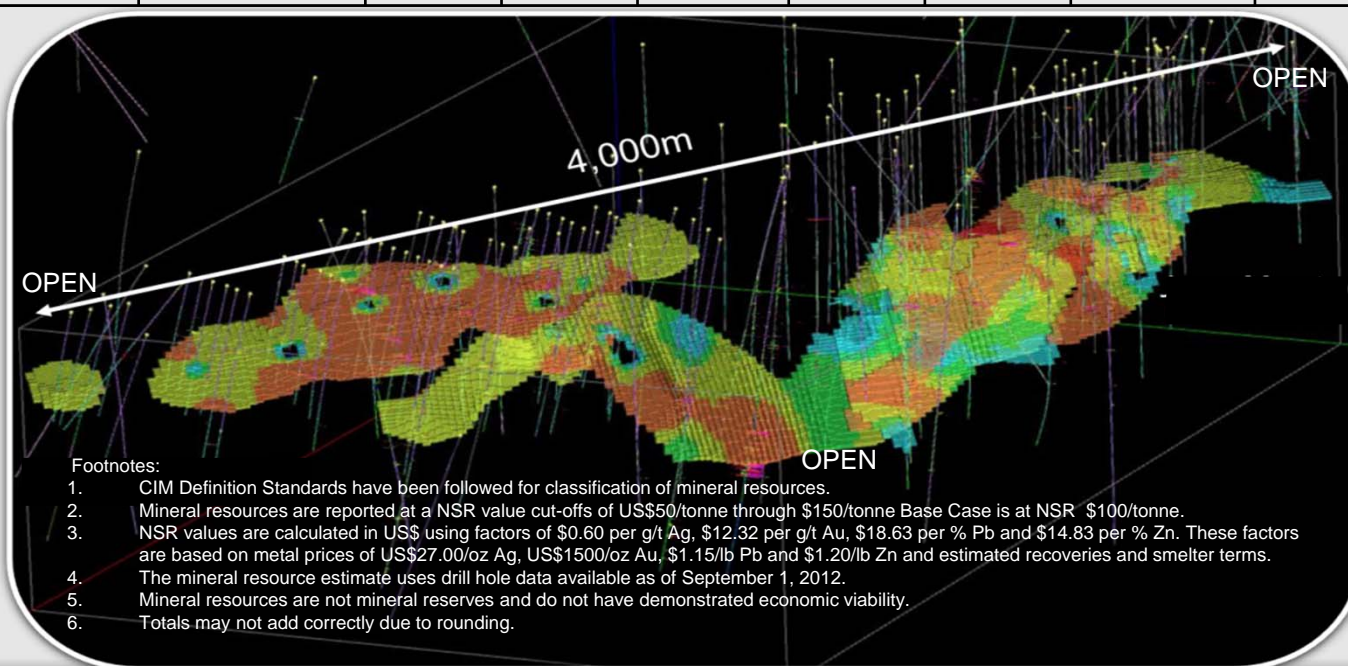 OPEN
4,000m
OPEN
OPEN
Footnotes:
1. CIM Definition Standards have been followed for classification of mineral resources.
2. Mineral resources are reported at a NSR value cut-offs of US$50/tonne through $150/tonne Base Case is at NSR $100/tonne.
3. NSR values are calculated in US$ using factors of $0.60 per g/t Ag, $12.32 per g/t Au, $18.63 per % Pb and $14.83 per % Zn. These factors
are based on metal prices of US$27.00/oz Ag, US$1500/oz Au, $1.15/lb Pb and $1.20/lb Zn and estimated recoveries and smelter terms.
4. The mineral resource estimate uses drill hole data available as of September 1, 2012.
5. Mineral resources are not mineral reserves and do not have demonstrated economic viability.
6. Totals may not add correctly due to rounding.